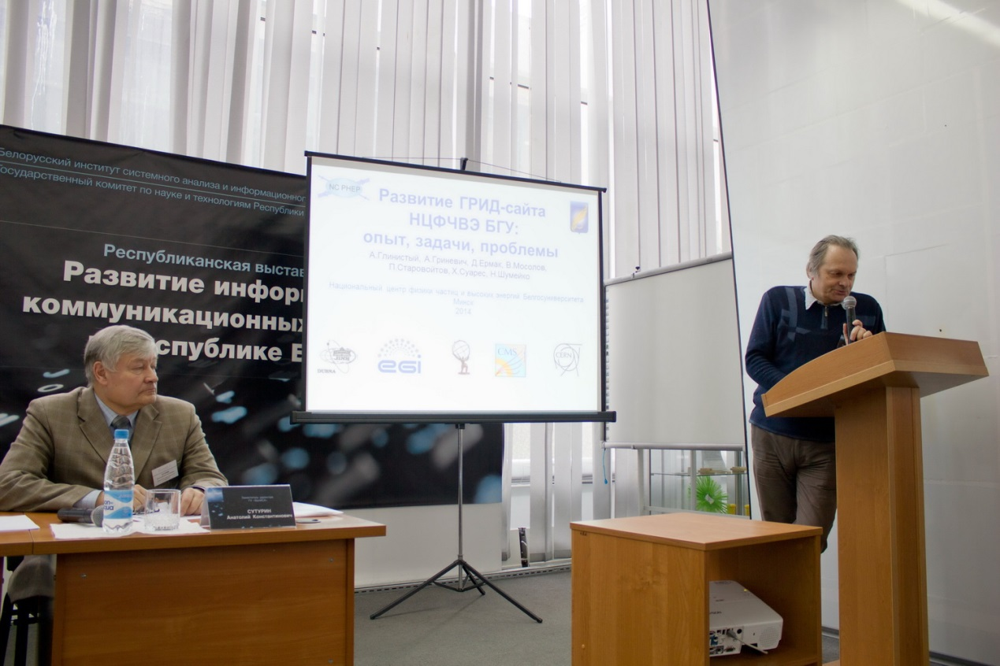 Белорусский институт системного анализа и информационног
Государственный комитет по науке и технологиям Республики
Республиканская выстав
Развитие инфор
коммуникационных
спублике Б
NC PHEP
Развитие ГРИД-сайта
НЦФЧВЭ БГУ:
опыт, задачи, проблемы
А.Глинистый, А.Гриневич, Д.Ермак, В.Мосолов,
П.Старовойтов, Х.Суарес, Н.Шумейко
Национальный центр физики частиц и высоких энергий Белгосуниверситета
Минск
2014
DUBNA
egi
CMS
CERN
СУТУРИН
Анатолий Константинович